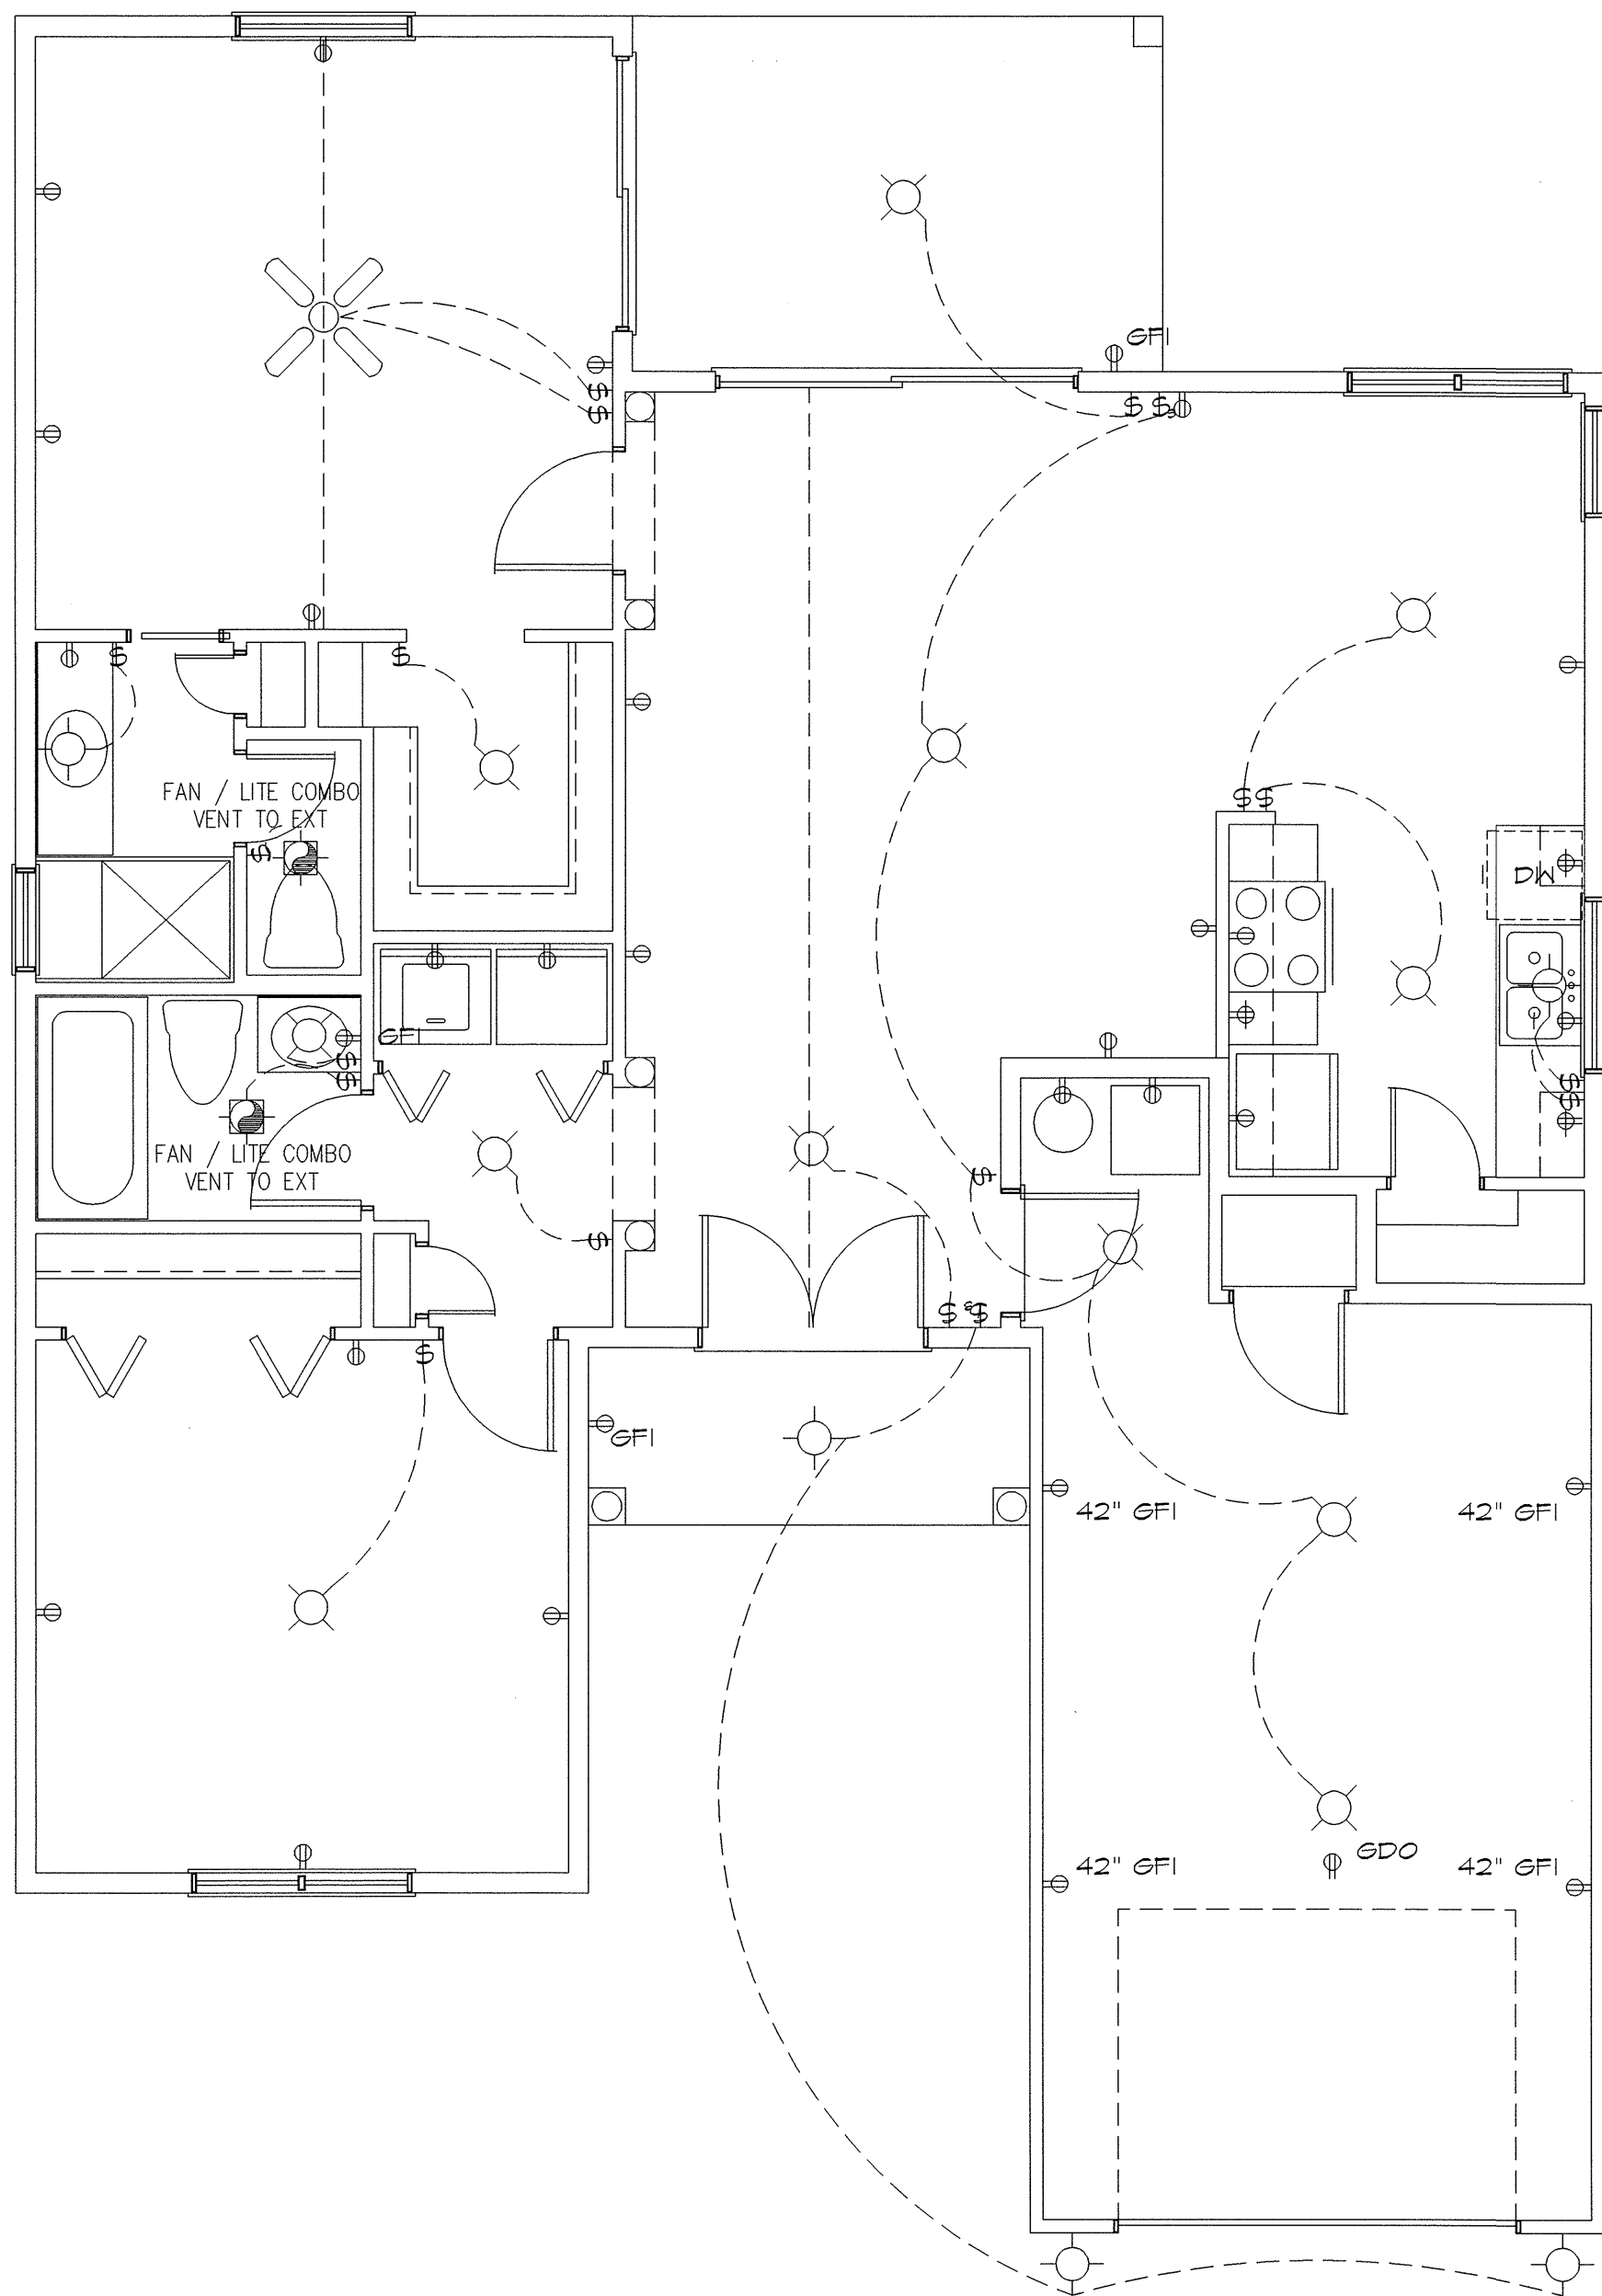 GFI
$
$
$ $s
$
$
$ $
FAN / LITE COMBO
VENT TO EXT
$
DW
GFI
$
$
$
$
FAN / LITE COMBO
VENT TO EXT
$
$
$ $
$
GFI
42" GFI
42" GFI
GDO
42" GFI
42" GFI